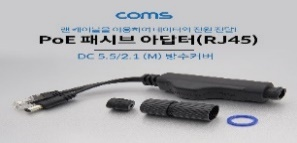 coms
랜 케이블을 이용하여 데이터와 전원 전달!
PoE 패시브 아답터(RJ45)
DC 5.5/2.1 (M) 방수커버